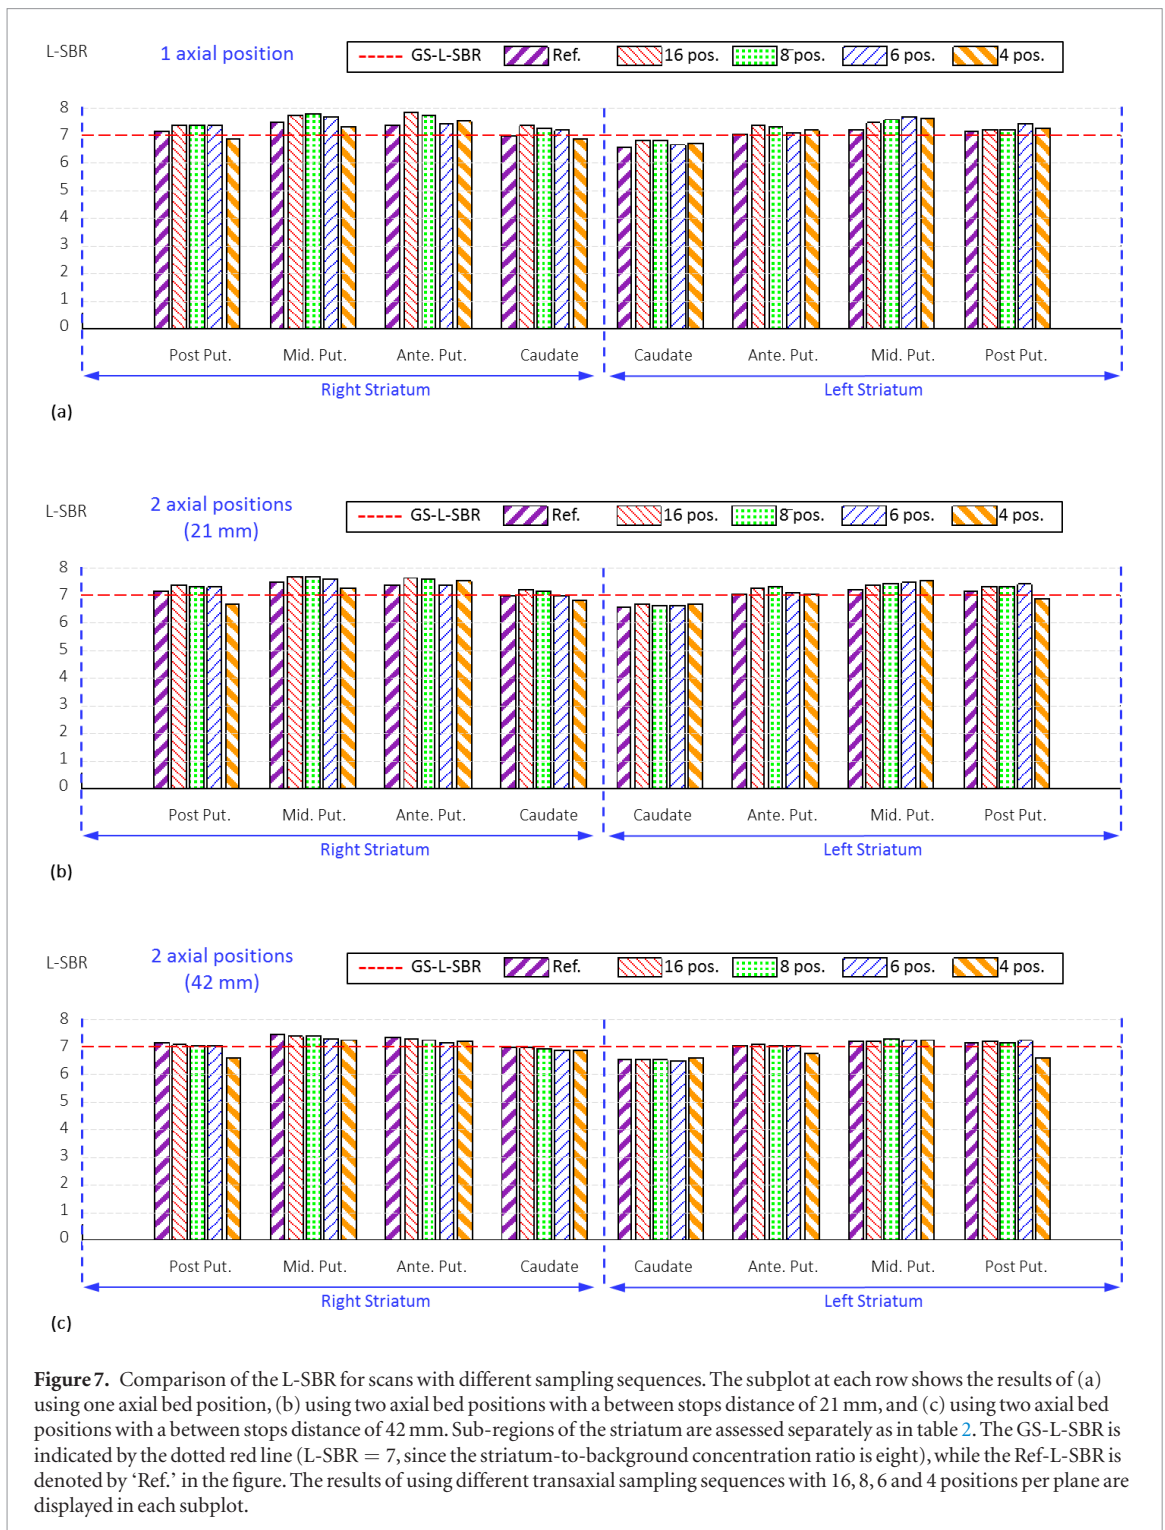 L-SBR
1 axial position
GS-L-SBR Ref. 16 pos. 8 pos. 6 pos. 4 pos.
8
7
6
5
4
3
2
1
0
Post Put. Mid. Put. Ante. Put. Caudate Caudate Ante. Put. Mid. Put. Post Put.
Right Striatum Left Striatum
(a)
L-SBR
2 axial positions
(21 mm)
GS-L-SBR Ref. 16 pos. 8 pos. 6 pos. 4 pos.
8
7
6
5
4
3
2
1
0
Post Put. Mid. Put. Ante. Put. Caudate Caudate Ante. Put. Mid. Put. Post Put.
Right Striatum Left Striatum
(b)
L-SBR
2 axial positions
(42 mm)
GS-L-SBR Ref. 16 pos. 8 pos. 6 pos. 4 pos.
8
7
6
5
4
3
2
1
0
Post Put. Mid. Put. Ante. Put. Caudate Caudate Ante. Put. Mid. Put. Post Put.
Right Striatum Left Striatum
(c)
Figure 7. Comparison of the L-SBR for scans with different sampling sequences. The subplot at each row shows the results of (a)
using one axial bed position, (b) using two axial bed positions with a between stops distance of 21 mm, and (c) using two axial bed
positions with a between stops distance of 42 mm. Sub-regions of the striatum are assessed separately as in table 2. The GS-L-SBR is
indicated by the dotted red line (L-SBR = 7, since the striatum-to-background concentration ratio is eight), while the Ref-L-SBR is
denoted by ‘Ref.’ in the figure. The results of using different transaxial sampling sequences with 16, 8, 6 and 4 positions per plane are
displayed in each subplot.